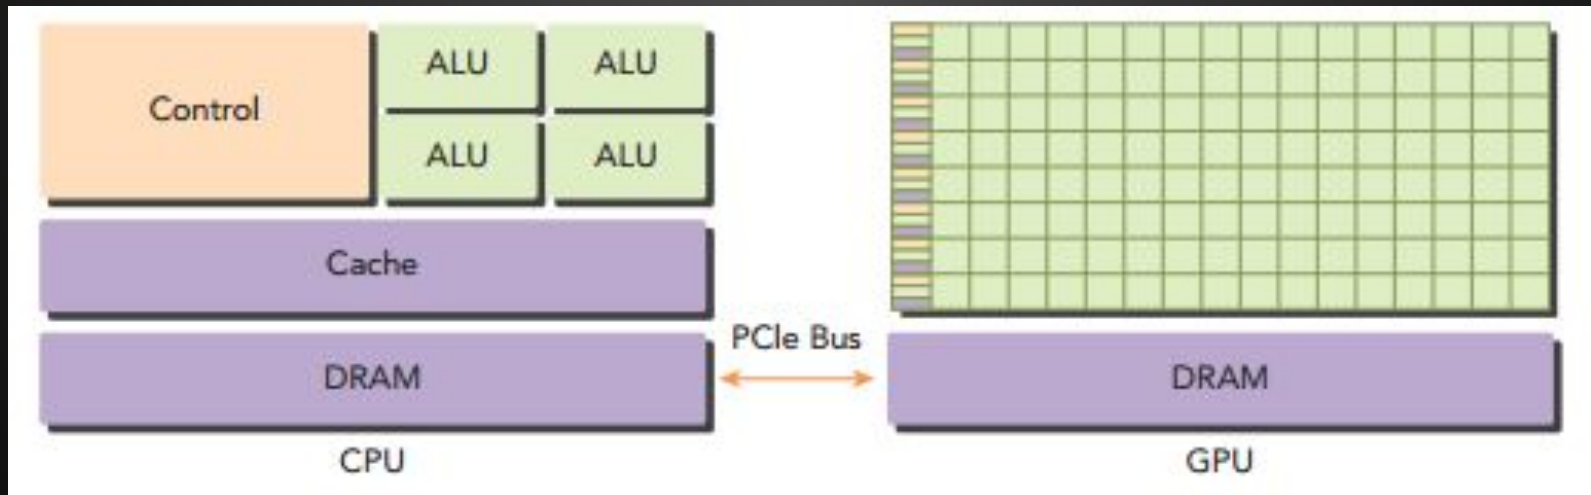 Control
ALU ALU
ALU ALU
Cache
DRAM
CPU
PCIe Bus
DRAM
GPU